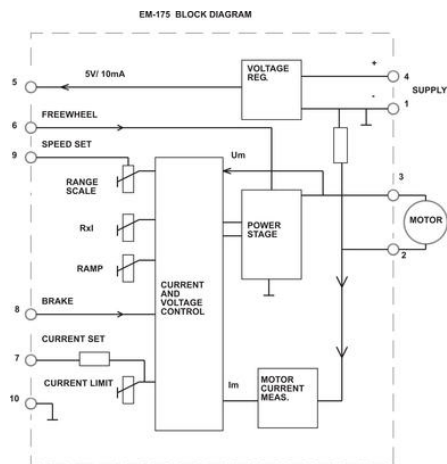 EM-175 BLOCK DIAGRAM
5V/ 10mA
VOLTAGE
REG.
+
4
5
SUPPLY
-
1
FREEWHEEL
6
SPEED SET
9
Um
3
RANGE
SCALE
MOTOR
RxI
POWER
STAGE
2
RAMP
CURRENT
AND
VOLTAGE
CONTROL
BRAKE
8
CURRENT SET
7
CURRENT LIMIT
Im
MOTOR
CURRENT
MEAS.
10